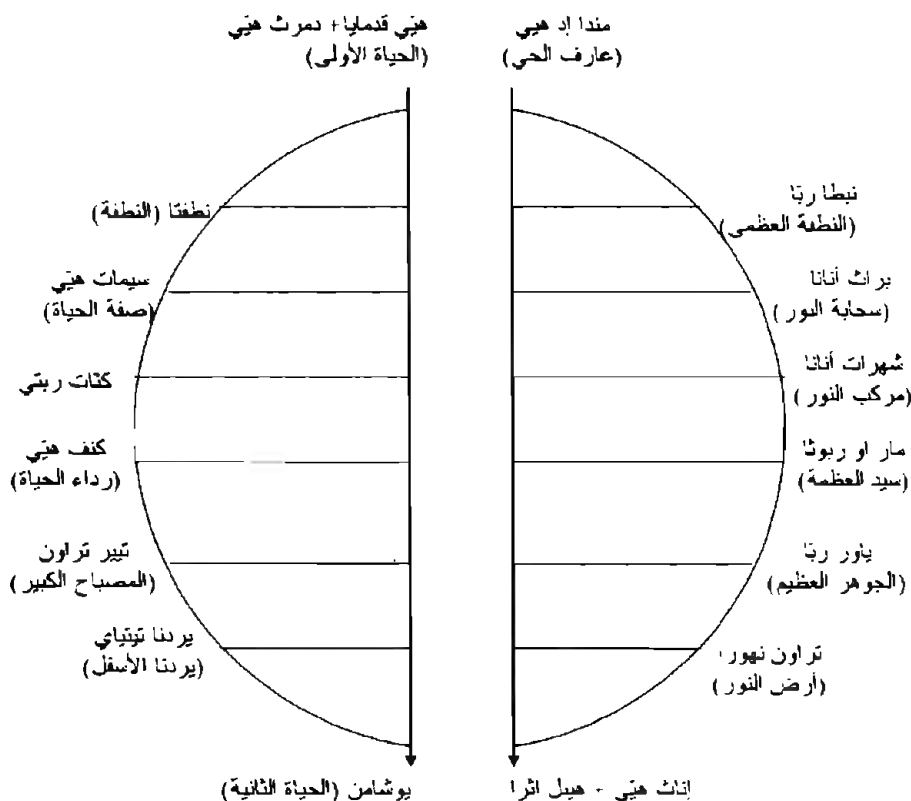 مندا إد هيي
(عارف الحي)
هيّي قدمايا + دمرث هيّي
(الحياة الأولى)
نبطا ربّا
(النطفة العظمى)
براث أنانا
(سحابة النور)
شهرات أنانا
(مركب النور)
مار او ربوثا
(سيد العظمة)
ياور ربّا
(الجوهر العظيم)
تراون نهورا
(أرض النور)
إناث هيّي - هيبل اثرا
نطفتا (النطفة)
سيمات هيّي
(صفة الحياة)
كنّات ربتي
كنف هيّي
(رداء الحياة)
تيير تراون
(المصباح الكبير)
يردنا تيتياي
(يردنا الأسفل)
يوشامن (الحياة الثانية)